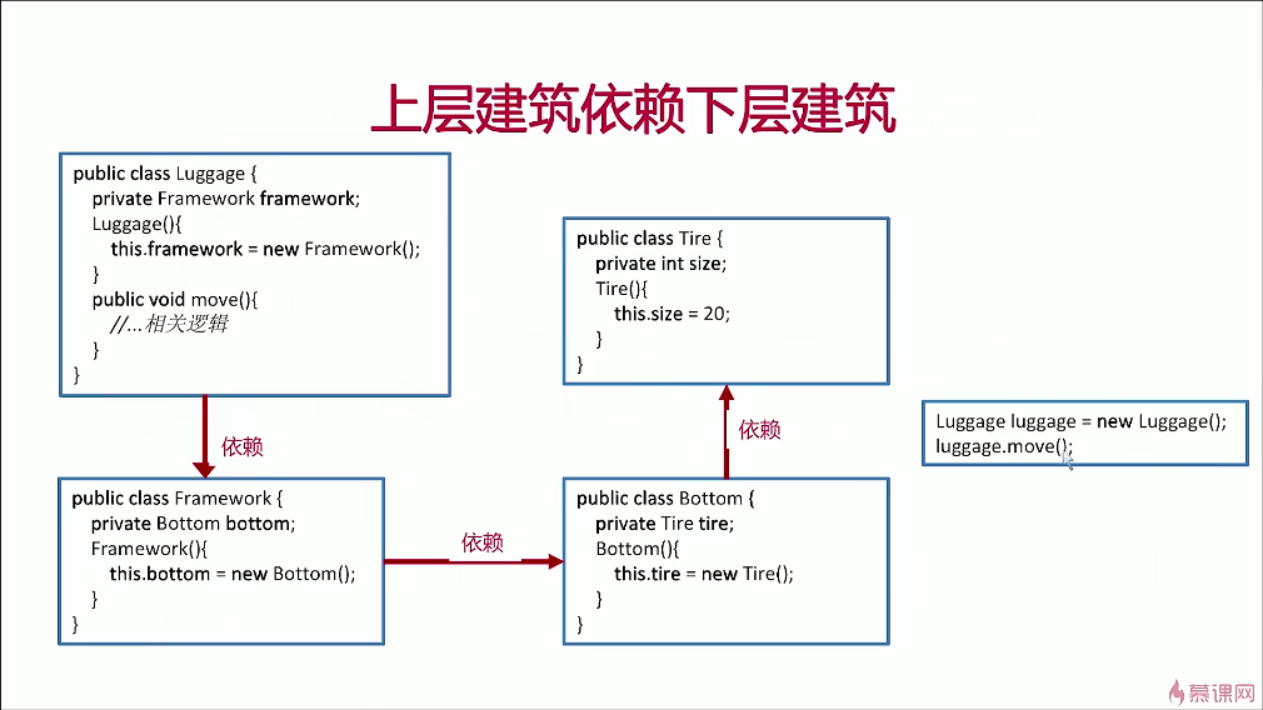 上层建筑依赖下层建筑
public class Luggage {
private Framework framework;
Luggage(){
this.framework = new Framework();
}
public void move(){
//...相关逻辑
}
}
依赖
public class Framework {
private Bottom bottom;
Framework(){
this.bottom = new Bottom();
}
}
依赖
public class Bottom {
private Tire tire;
Bottom(){
this.tire = new Tire();
}
}
依赖
public class Tire {
private int size;
Tire(){
this.size = 20;
}
}
Luggage luggage = new Luggage();
luggage.move();
慕课网